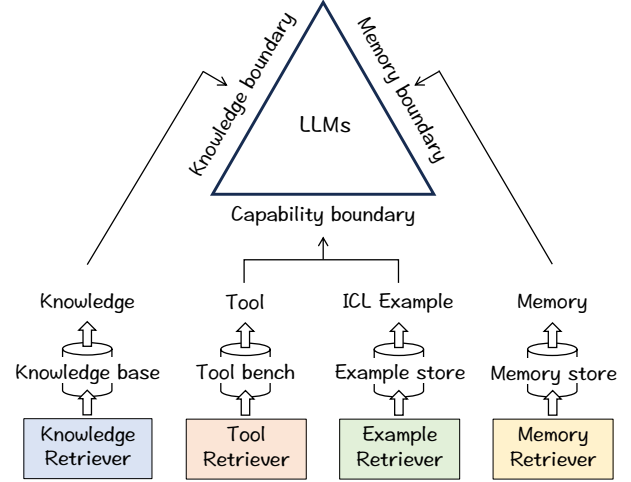 Knowledge boundary
Memory boundary
LLMs
Capability boundary
Knowledge
Tool
ICL Example
Memory
Knowledge base
Tool bench
Example store
Memory store
Knowledge
Retriever
Tool
Retriever
Example
Retriever
Memory
Retriever